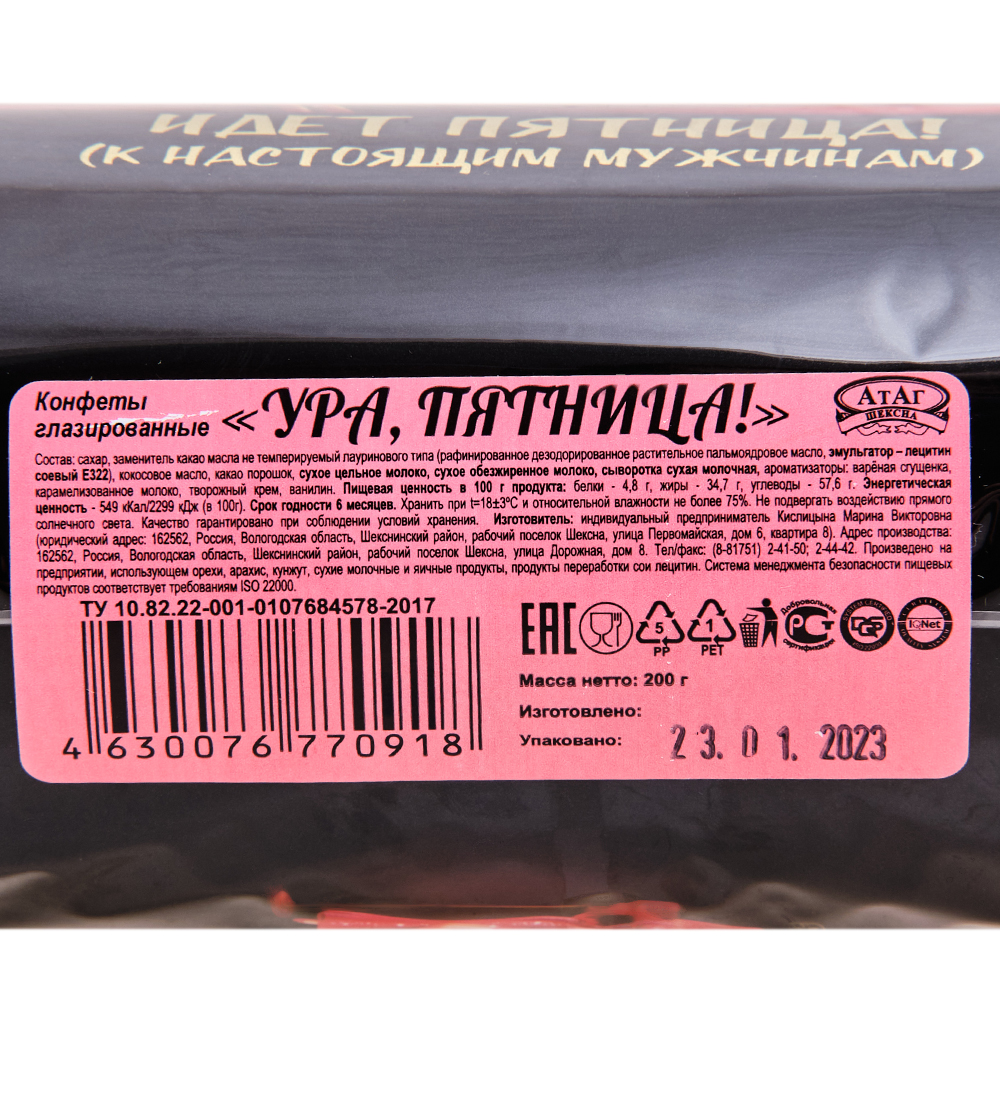 ИДЕТ ПЯТНИЦА!
(К НАСТОЯЩИМ МУЖЧИНАМ)
Конфеты
глазированные «УРА, ПЯТНИЦА!»
АтАг
ШЕКСНА
Состав: сахар, заменитель какао масла не темперируемый лауринового типа (рафинированное дезодорированное растительное пальмоядровое масло, эмульгатор – лецитин
соевый Е322), кокосовое масло, какао порошок, сухое цельное молоко, сухое обезжиренное молоко, сыворотка сухая молочная, ароматизаторы: варёная сгущенка,
карамелизованное молоко, творожный крем, ванилин. Пищевая ценность в 100 г продукта: белки - 4,8 г, жиры - 34,7 г, углеводы - 57,6 г. Энергетическая
ценность - 549 кКал/2299 кДж (в 100г). Срок годности 6 месяцев. Хранить при t=18±3°С и относительной влажности не более 75%. Не подвергать воздействию прямого
солнечного света. Качество гарантировано при соблюдении условий хранения. Изготовитель: индивидуальный предприниматель Кислицына Марина Викторовна
(юридический адрес: 162562, Россия, Вологодская область, Шекснинский район, рабочий поселок Шексна, улица Первомайская, дом 6, квартира 8). Адрес производства:
162562, Россия, Вологодская область, Шекснинский район, рабочий поселок Шексна, улица Дорожная, дом 8. Тел/факс: (8-81751) 2-41-50; 2-44-42. Произведено на
предприятии, использующем орехи, арахис, кунжут, сухие молочные и яичные продукты, продукты переработки сои лецитин. Система менеджмента безопасности пищевых
продуктов соответствует требованиям ISO 22000.
ТУ 10.82.22-001-0107684578-2017
4 630076 770918
EAC
5
PP
1
PET
Добровольная
РСТ
сертификация
IQNet
Масса нетто: 200 г
Изготовлено:
Упаковано: 23. 01. 2023